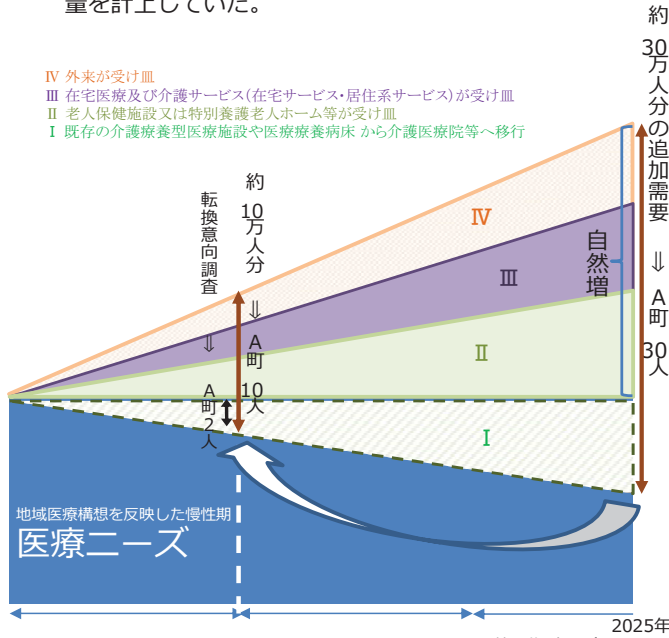 量を計上していた。
Ⅳ 外来が受け皿
Ⅲ 在宅医療及び介護サービス(在宅サービス・居住系サービス)が受け皿
Ⅱ 老人保健施設又は特別養護老人ホーム等が受け皿
Ⅰ 既存の介護療養型医療施設や医療療養病床 から介護医療院等へ移行
約30万人分の追加需要 ⇒ A町30人
約10万人分 ⇒ A町10人
転換意向調査 ⇒ A町2人
Ⅳ
自然増
Ⅲ
Ⅱ
Ⅰ
地域医療構想を反映した慢性期
医療ニーズ
2025年